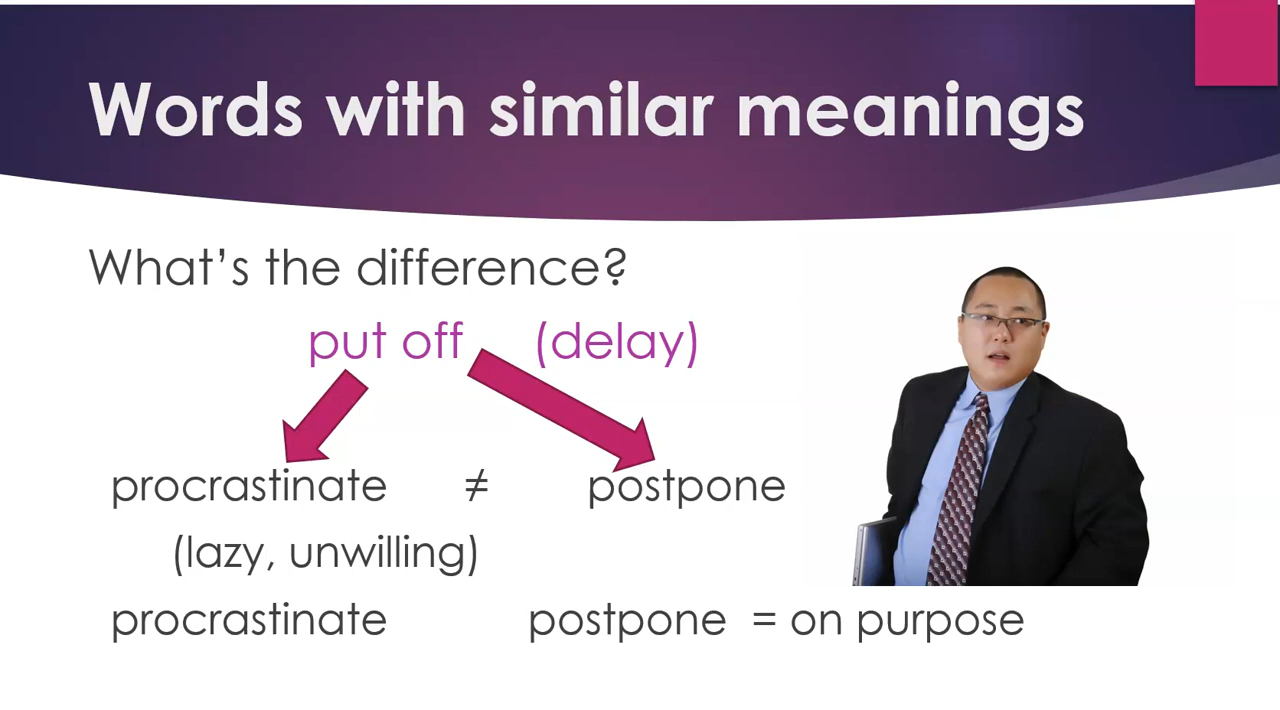 Words with similar meanings
What's the difference?
put off (delay)
procrastinate ≠ postpone
(lazy, unwilling)
procrastinate postpone = on purpose